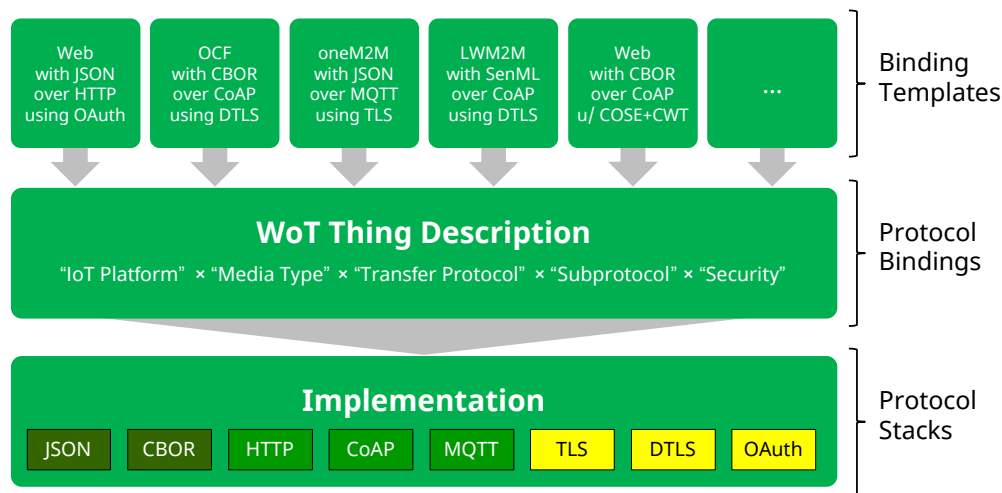 Web
with JSON
over HTTP
using OAuth
OCF
with CBOR
over CoAP
using DTLS
oneM2M
with JSON
over MQTT
using TLS
LWM2M
with SenML
over CoAP
using DTLS
Web
with CBOR
over CoAP
u/ COSE+CWT
...
Binding
Templates
WoT Thing Description
“IoT Platform” × “Media Type” × “Transfer Protocol” × “Subprotocol” × “Security”
Protocol
Bindings
Implementation
JSON CBOR HTTP CoAP MQTT TLS DTLS OAuth
Protocol
Stacks